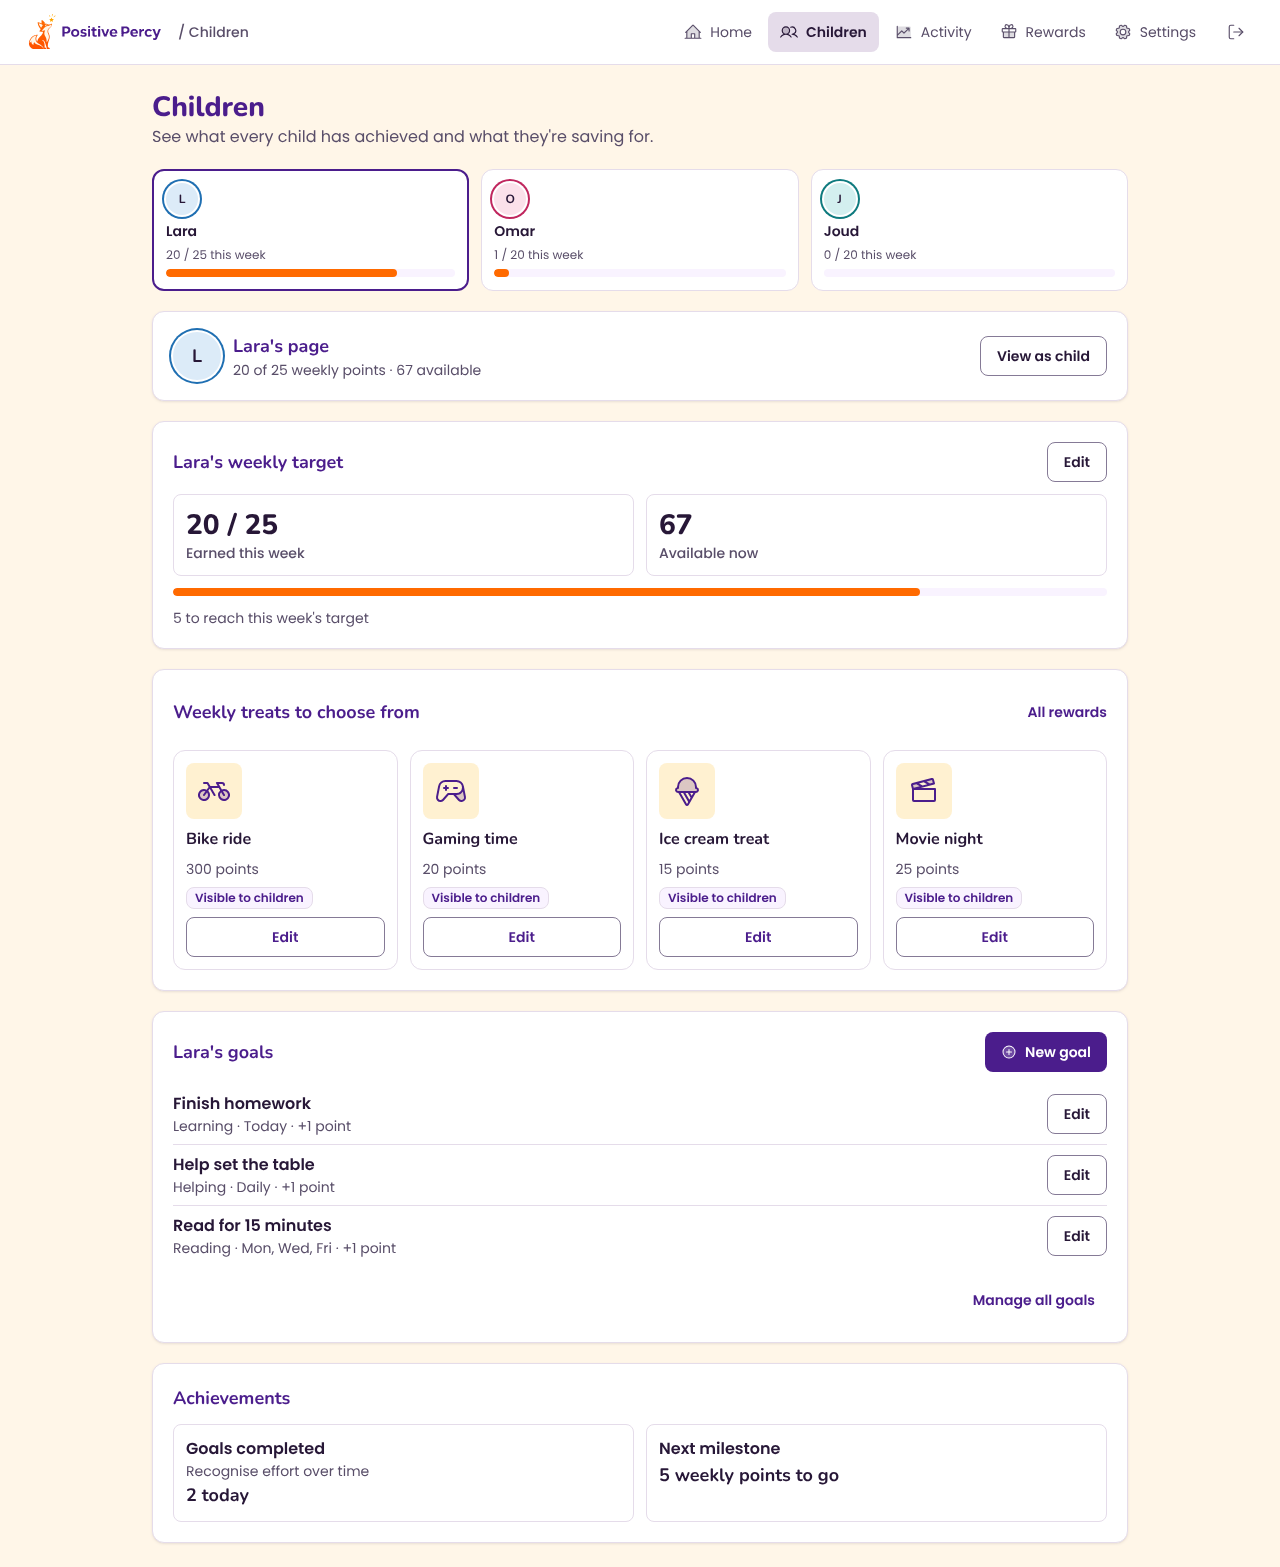 Positive Percy / Children
Home
Children
Activity
Rewards
Settings
Children
See what every child has achieved and what they're saving for.
L
Lara
20 / 25 this week
O
Omar
1 / 20 this week
J
Joud
0 / 20 this week
L
Lara's page
20 of 25 weekly points · 67 available
View as child
Lara's weekly target
Edit
20 / 25
Earned this week
67
Available now
5 to reach this week's target
Weekly treats to choose from
All rewards
Bike ride
300 points
Visible to children
Edit
Gaming time
20 points
Visible to children
Edit
Ice cream treat
15 points
Visible to children
Edit
Movie night
25 points
Visible to children
Edit
Lara's goals
New goal
Finish homework
Learning · Today · +1 point
Edit
Help set the table
Helping · Daily · +1 point
Edit
Read for 15 minutes
Reading · Mon, Wed, Fri · +1 point
Edit
Manage all goals
Achievements
Goals completed
Recognise effort over time
2 today
Next milestone
5 weekly points to go